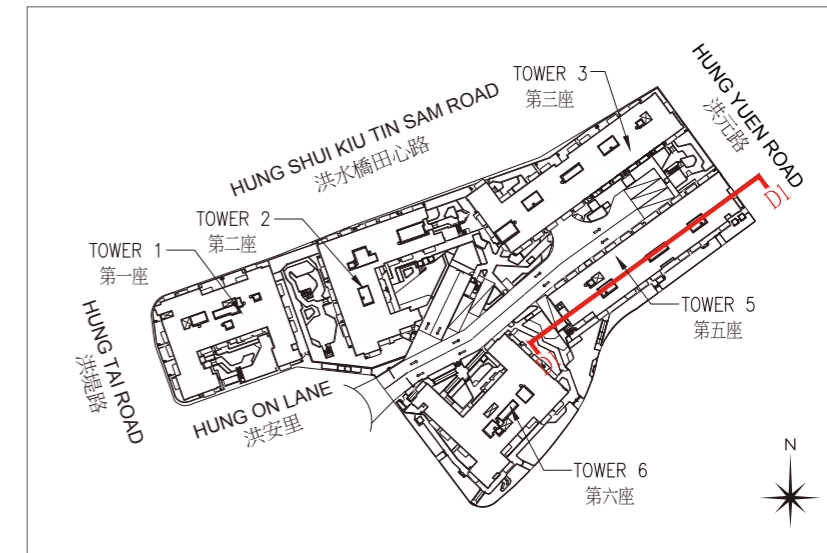 TOWER 3
第三座
HUNG YUEN ROAD
洪元路
HUNG SHUI KIU TIN SAM ROAD
洪水橋田心路
D1
TOWER 2
第二座
TOWER 1
第一座
TOWER 5
第五座
HUNG TAI ROAD
洪堤路
D1
HUNG ON LANE
洪安里
TOWER 6
第六座
N